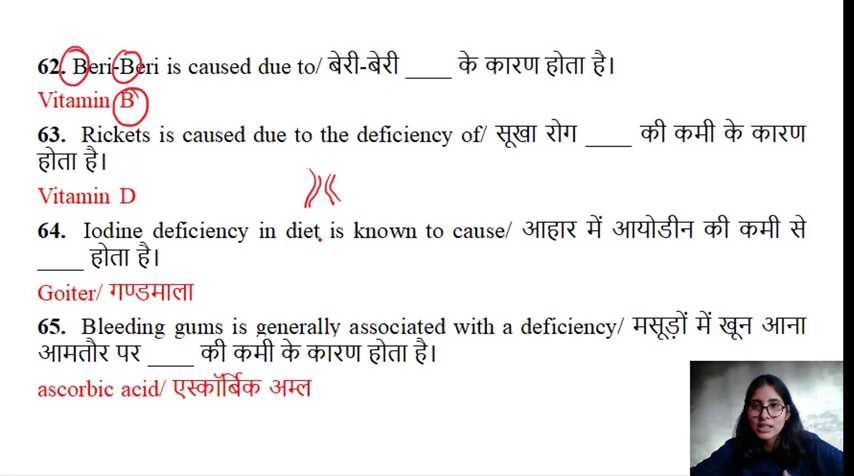 62. Beri-Beri is caused due to/ बेरी-बेरी ____ के कारण होता है।
Vitamin B
63. Rickets is caused due to the deficiency of/ सूखा रोग ____ की कमी के कारण
होता है।
Vitamin D
64. Iodine deficiency in diet is known to cause/ आहार में आयोडीन की कमी से
____ होता है।
Goiter/ गण्डमाला
65. Bleeding gums is generally associated with a deficiency/ मसूड़ों में खून आना
आमतौर पर ____ की कमी के कारण होता है।
ascorbic acid/ एस्कॉर्बिक अम्ल